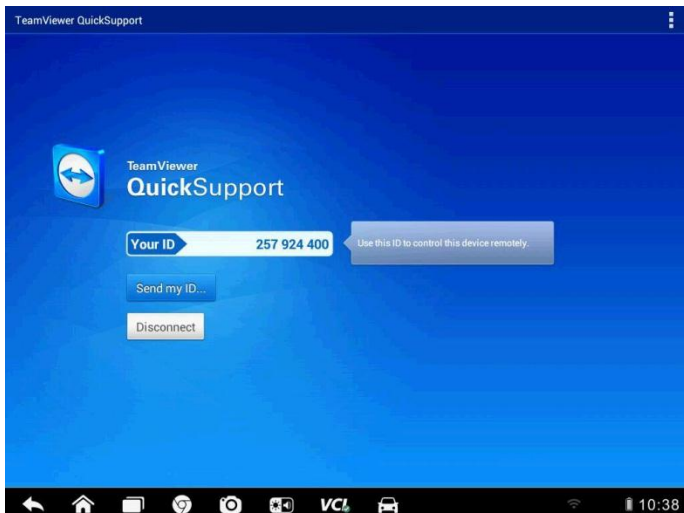 TeamViewer QuickSupport
TeamViewer
QuickSupport
Your ID 257 924 400
Use this ID to control this device remotely.
Send my ID...
Disconnect
VCI
10:38